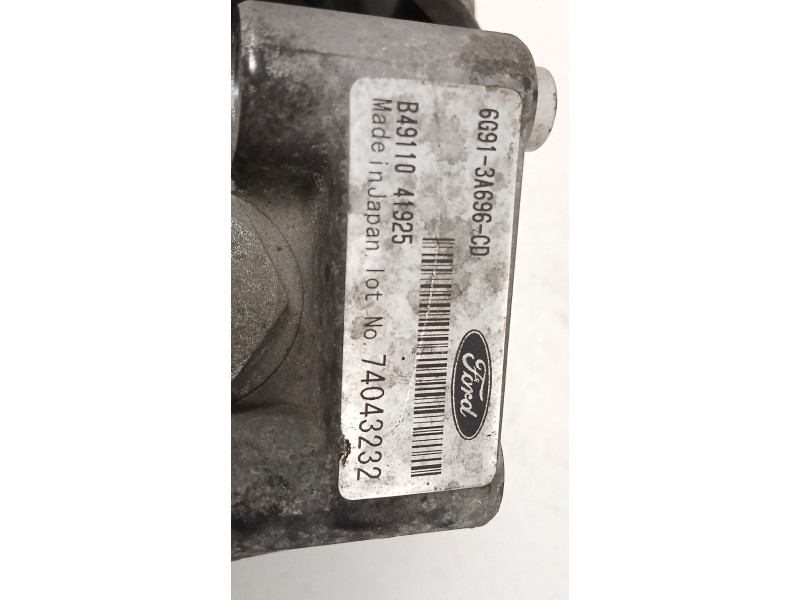 6G91-3A696-CD
Ford
B49110 41925
Made in Japan. lot No. 74043232